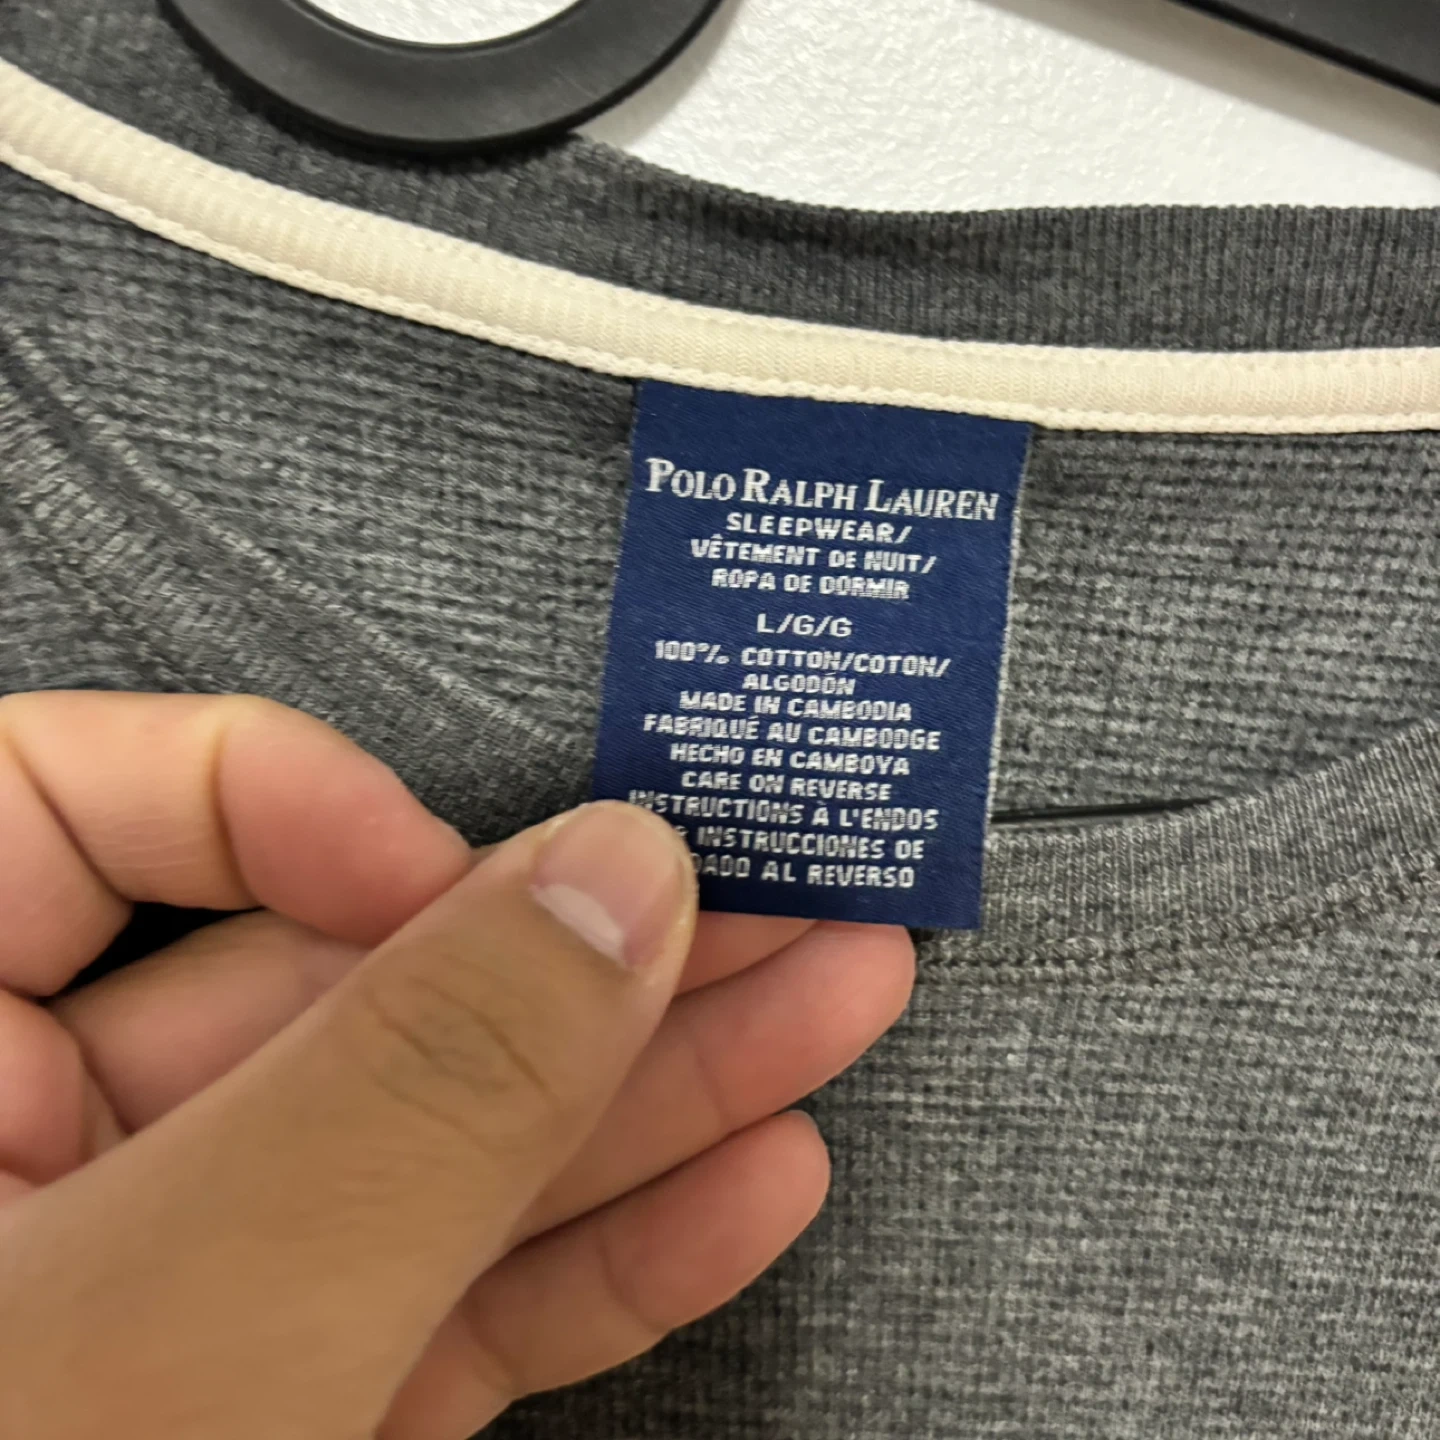 POLO RALPH LAUREN
SLEEPWEAR/
VÊTEMENT DE NUIT/
ROPA DE DORMIR
L/G/G
100% COTTON/COTON/
ALGODÓN
MADE IN CAMBODIA
FABRIQUÉ AU CAMBODGE
HECHO EN CAMBOYA
CARE ON REVERSE
INSTRUCTIONS À L'ENDOS
INSTRUCCIONES DE
AL REVERSO